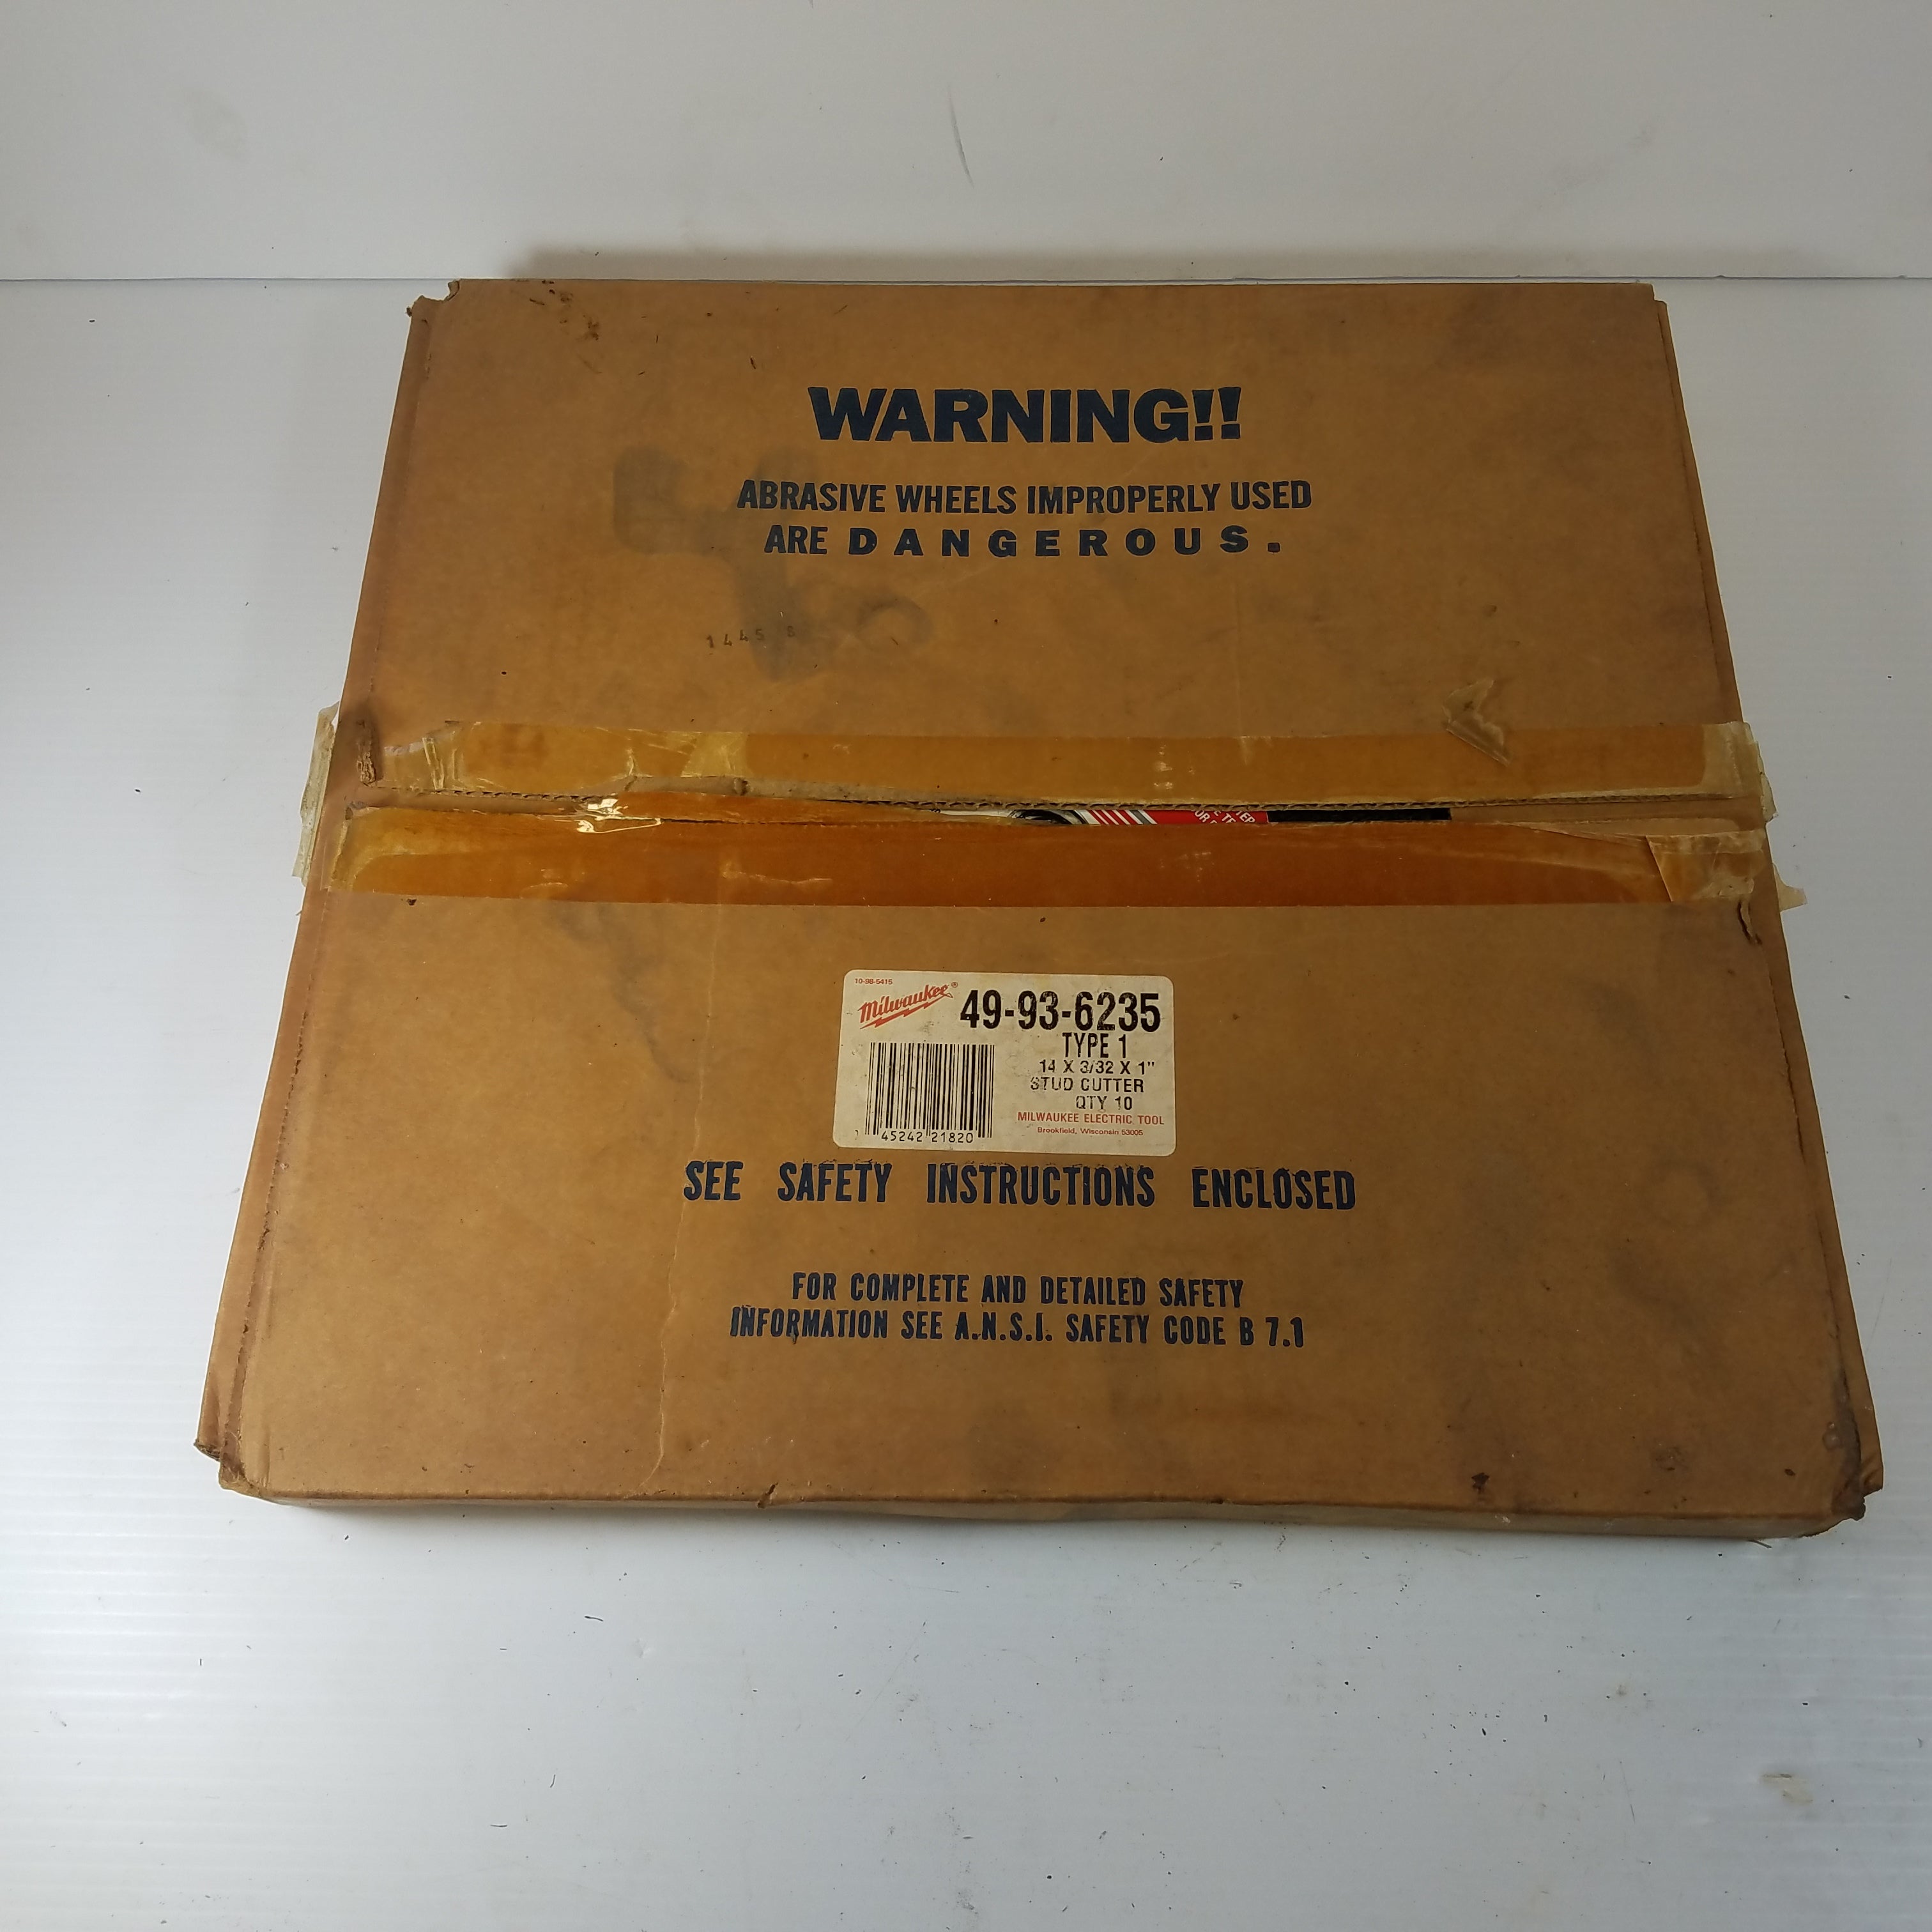 WARNING!!
ABRASIVE WHEELS IMPROPERLY USED
ARE DANGEROUS.
1445
10-98-5415
Milwaukee®
49-93-6235
TYPE 1
14 X 3/32 X 1"
STUD CUTTER
QTY 10
MILWAUKEE ELECTRIC TOOL
Brookfield, Wisconsin 53005
45242 21820
SEE SAFETY INSTRUCTIONS ENCLOSED
FOR COMPLETE AND DETAILED SAFETY
INFORMATION SEE A.N.S.I. SAFETY CODE B 7.1